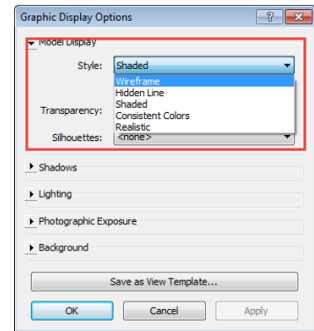 Graphic Display Options
Model Display
Style: Shaded
Wireframe
Hidden Line
Shaded
Consistent Colors
Realistic
Transparency:
Silhouettes: <none>
Shadows
Lighting
Photographic Exposure
Background
Save as View Template...
OK Cancel Apply